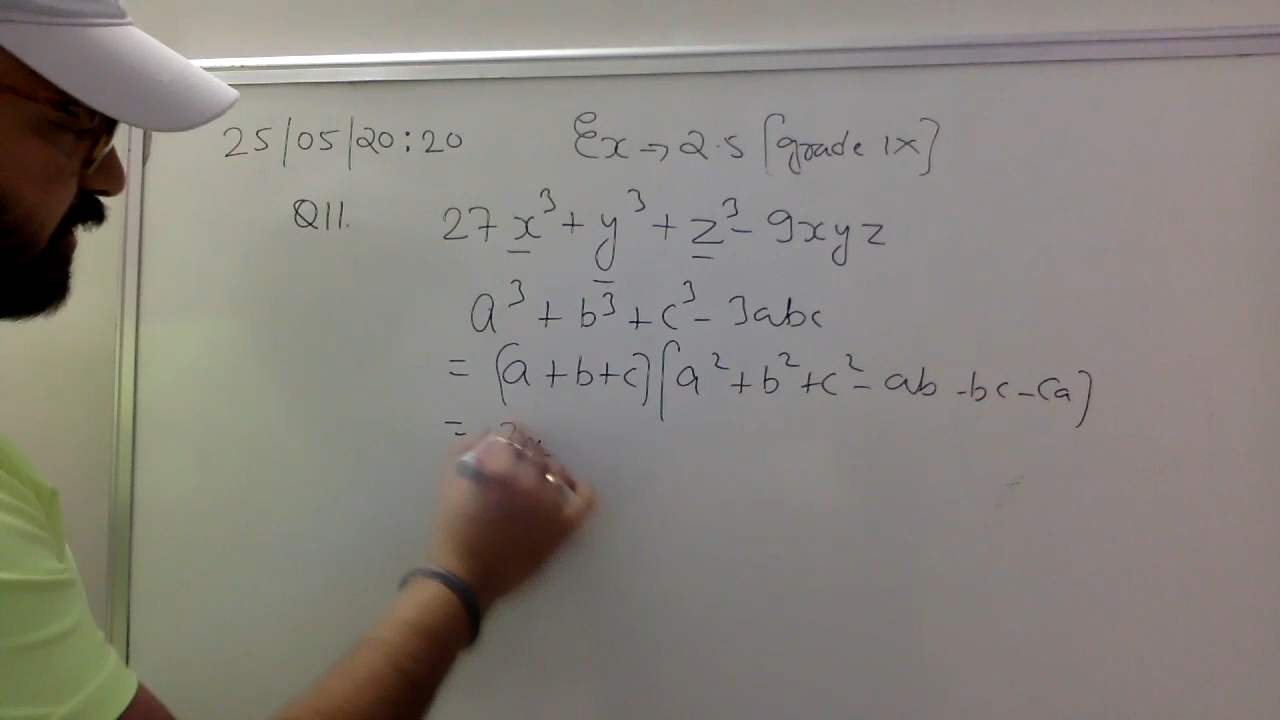 25/05/20:20 Ex → 2.5 [grade IX]
Q11. 27x³ + y³ + z³ - 9xyz
a³ + b³ + c³ - 3abc
= (a + b + c) (a² + b² + c² - ab - bc - ca)
=